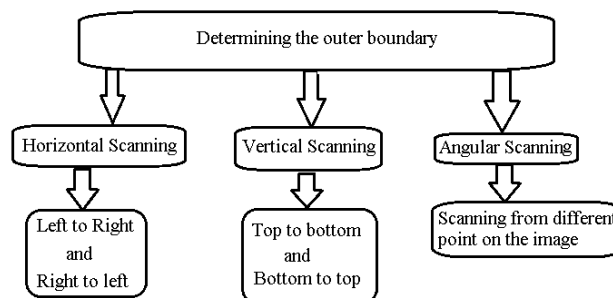 Determining the outer boundary
Horizontal Scanning
Vertical Scanning
Angular Scanning
Left to Right
and
Right to left
Top to bottom
and
Bottom to top
Scanning from different
point on the image